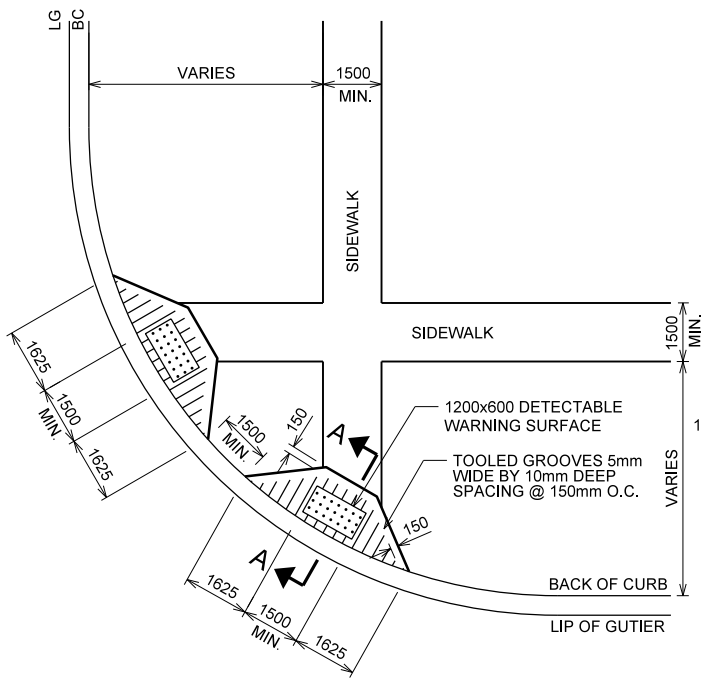 LG
BC
VARIES
1500
MIN.
SIDEWALK
SIDEWALK
1500
MIN.
1625
1500
MIN.
1625
1500
MIN.
150
A
1200x600 DETECTABLE
WARNING SURFACE
TOOLED GROOVES 5mm
WIDE BY 10mm DEEP
SPACING @ 150mm O.C.
150
VARIES
1
A
1625
1500
MIN.
1625
BACK OF CURB
LIP OF GUTIER